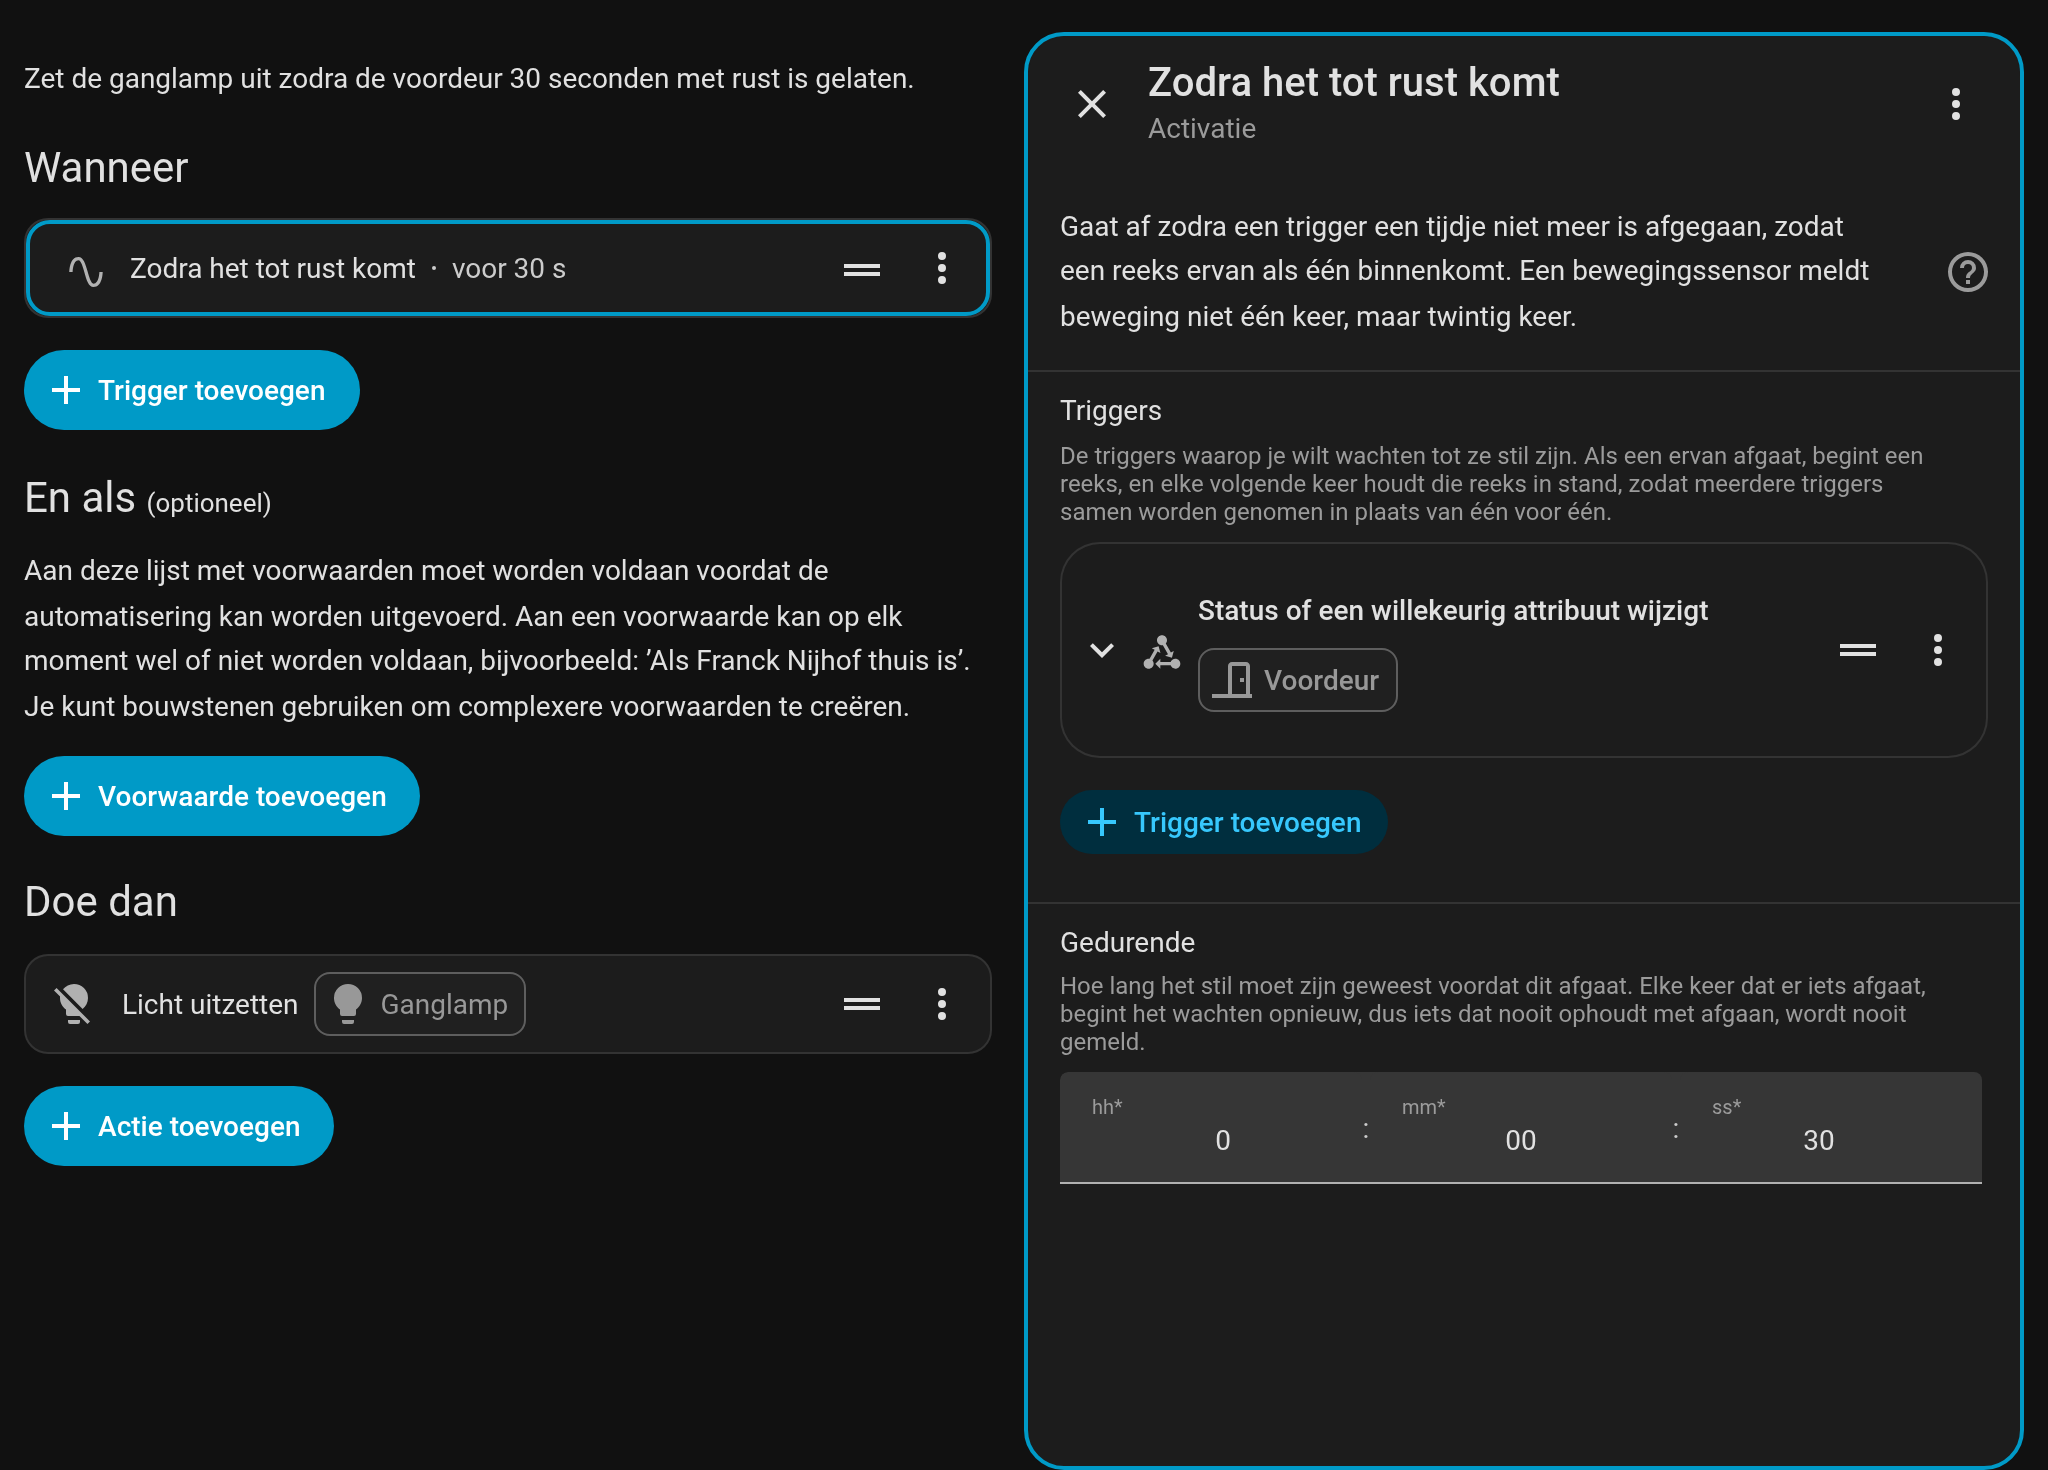 Zet de ganglamp uit zodra de voordeur 30 seconden met rust is gelaten.
Wanneer
Zodra het tot rust komt · voor 30 s
Trigger toevoegen
En als (optioneel)
Aan deze lijst met voorwaarden moet worden voldaan voordat de
automatisering kan worden uitgevoerd. Aan een voorwaarde kan op elk
moment wel of niet worden voldaan, bijvoorbeeld: ’Als Franck Nijhof thuis is’.
Je kunt bouwstenen gebruiken om complexere voorwaarden te creëren.
Voorwaarde toevoegen
Doe dan
Licht uitzetten Ganglamp
Actie toevoegen
Zodra het tot rust komt
Activatie
Gaat af zodra een trigger een tijdje niet meer is afgegaan, zodat
een reeks ervan als één binnenkomt. Een bewegingssensor meldt
beweging niet één keer, maar twintig keer.
Triggers
De triggers waarop je wilt wachten tot ze stil zijn. Als een ervan afgaat, begint een
reeks, en elke volgende keer houdt die reeks in stand, zodat meerdere triggers
samen worden genomen in plaats van één voor één.
Status of een willekeurig attribuut wijzigt
Voordeur
Trigger toevoegen
Gedurende
Hoe lang het stil moet zijn geweest voordat dit afgaat. Elke keer dat er iets afgaat,
begint het wachten opnieuw, dus iets dat nooit ophoudt met afgaan, wordt nooit
gemeld.
hh* mm* ss*
0 : 00 : 30